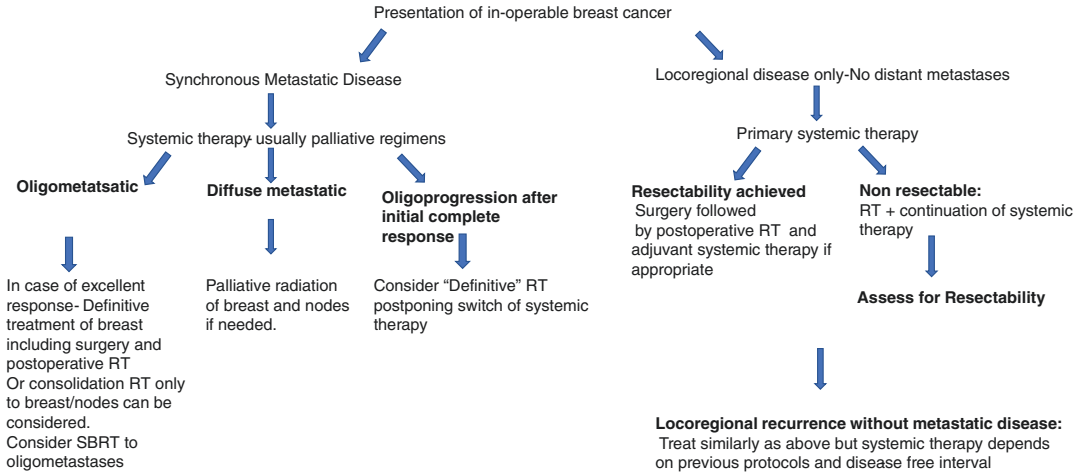 Presentation of in-operable breast cancer
Synchronous Metastatic Disease
Locoregional disease only-No distant metastases
Systemic therapy- usually palliative regimens
Primary systemic therapy
Oligometatsatic
Diffuse metastatic
Oligoprogression after
initial complete
response
Resectability achieved
Surgery followed
by postoperative RT and
adjuvant systemic therapy if
appropriate
Non resectable:
RT + continuation of systemic
therapy
In case of excellent
response- Definitive
treatment of breast
including surgery and
postoperative RT
Or consolidation RT only
to breast/nodes can be
considered.
Consider SBRT to
oligometastases
Palliative radiation
of breast and nodes
if needed.
Consider “Definitive” RT
postponing switch of systemic
therapy
Assess for Resectability
Locoregional recurrence without metastatic disease:
Treat similarly as above but systemic therapy depends
on previous protocols and disease free interval